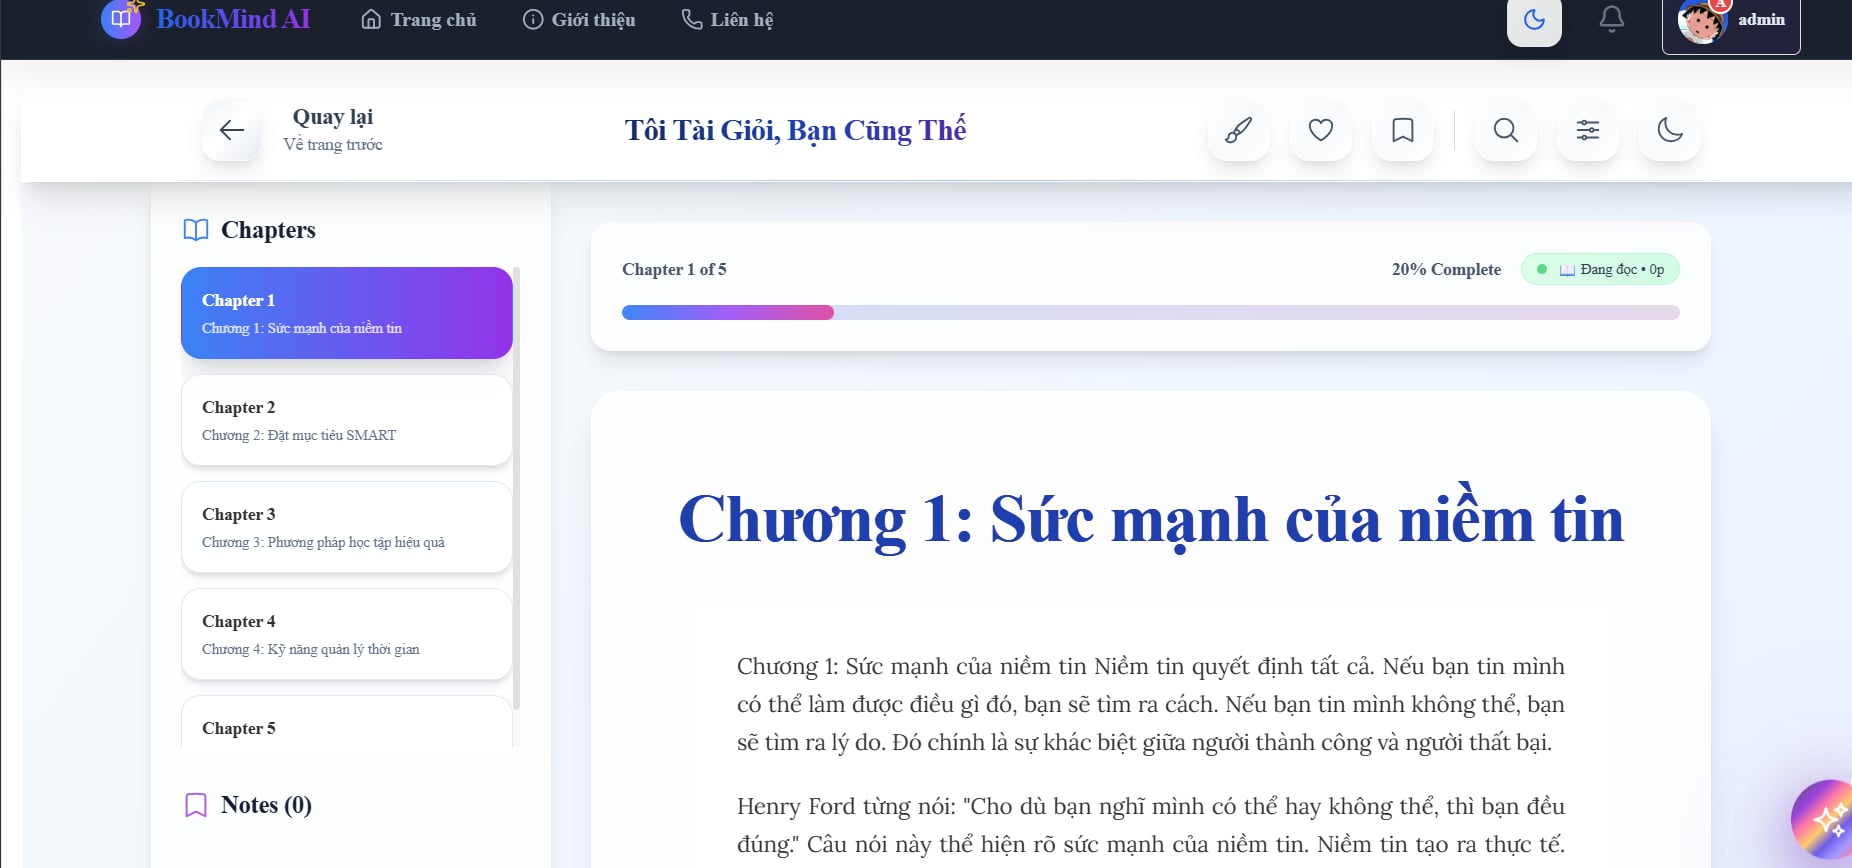 BookMind AI
Trang chủ
Giới thiệu
Liên hệ
A
admin
Quay lại
Về trang trước
Tôi Tài Giỏi, Bạn Cũng Thế
Chapters
Chapter 1
Chương 1: Sức mạnh của niềm tin
Chapter 2
Chương 2: Đặt mục tiêu SMART
Chapter 3
Chương 3: Phương pháp học tập hiệu quả
Chapter 4
Chương 4: Kỹ năng quản lý thời gian
Chapter 5
Notes (0)
Chapter 1 of 5
20% Complete
📖 Đang đọc • 0p
Chương 1: Sức mạnh của niềm tin
Chương 1: Sức mạnh của niềm tin Niềm tin quyết định tất cả. Nếu bạn tin mình
có thể làm được điều gì đó, bạn sẽ tìm ra cách. Nếu bạn tin mình không thể, bạn
sẽ tìm ra lý do. Đó chính là sự khác biệt giữa người thành công và người thất bại.
Henry Ford từng nói: "Cho dù bạn nghĩ mình có thể hay không thể, thì bạn đều
đúng." Câu nói này thể hiện rõ sức mạnh của niềm tin. Niềm tin tạo ra thực tế.